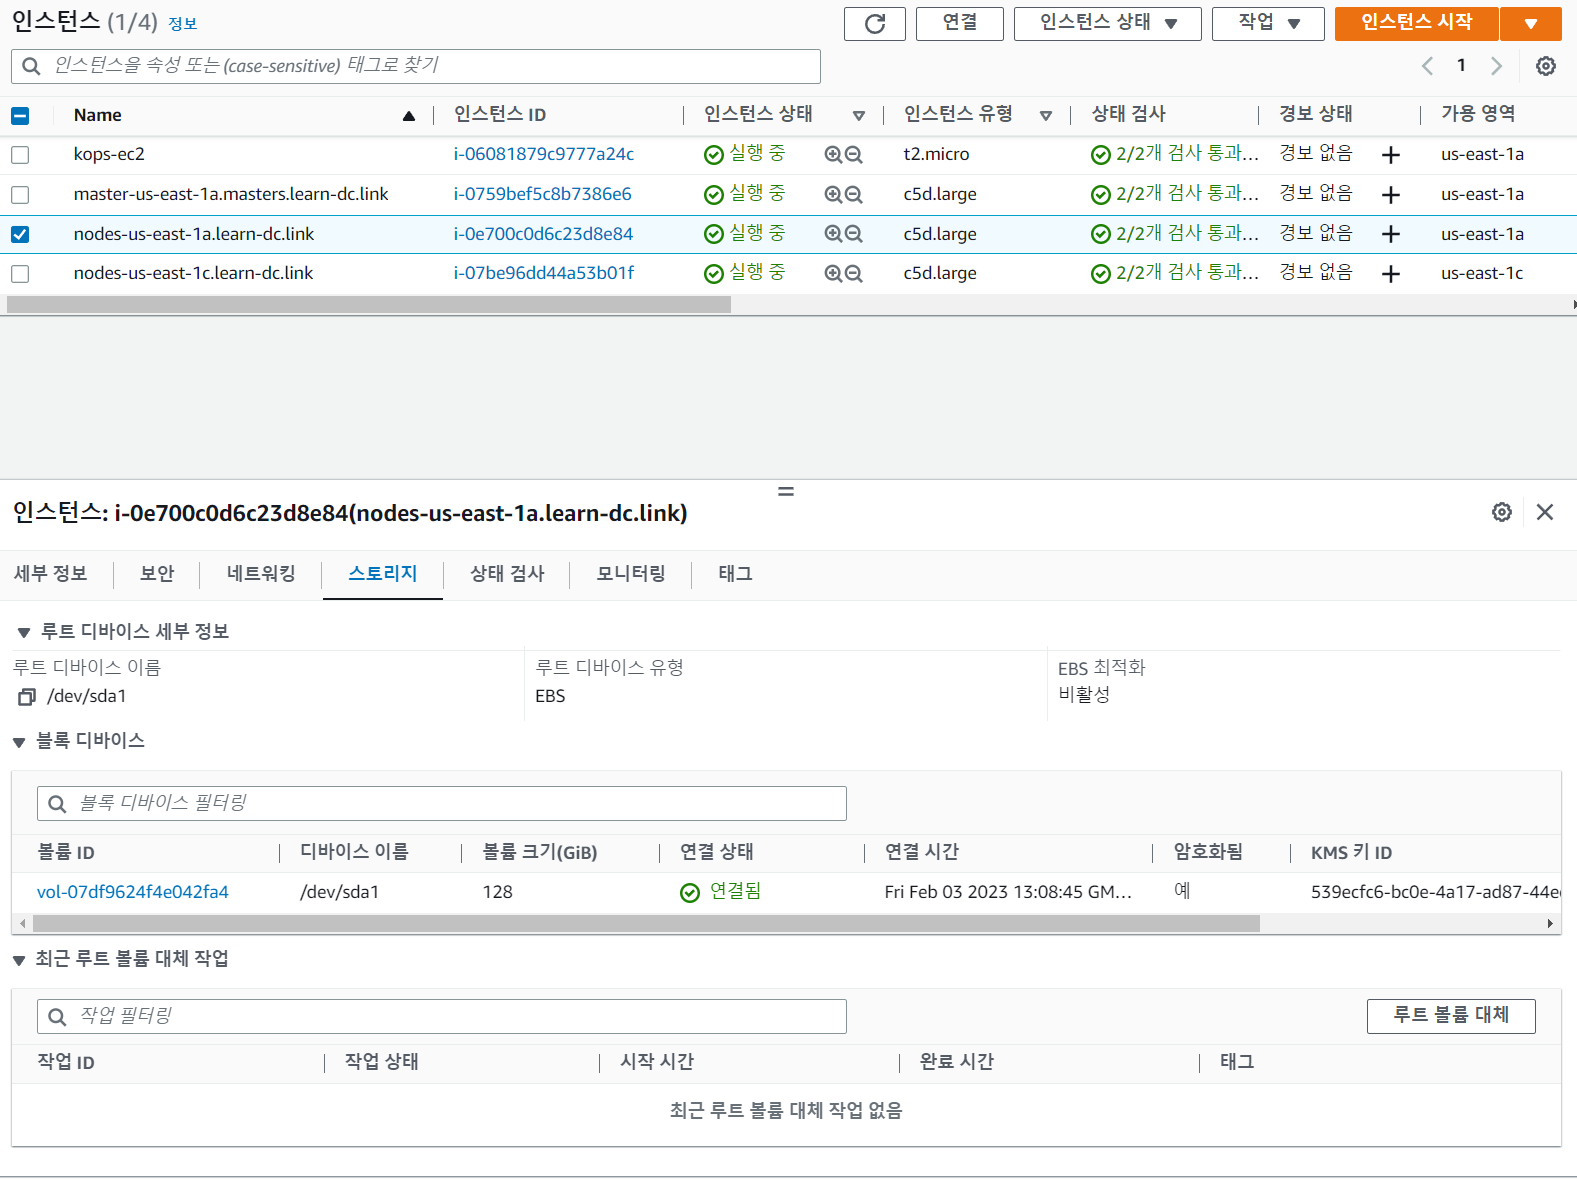 인스턴스 (1/4) 정보 연결 인스턴스 상태 작업 인스턴스 시작
인스턴스을 속성 또는 (case-sensitive) 태그로 찾기 1
Name 인스턴스 ID 인스턴스 상태 인스턴스 유형 상태 검사 경보 상태 가용 영역
kops-ec2 i-06081879c9777a24c 실행 중 t2.micro 2/2개 검사 통과... 경보 없음 us-east-1a
master-us-east-1a.masters.learn-dc.link i-0759bef5c8b7386e6 실행 중 c5d.large 2/2개 검사 통과... 경보 없음 us-east-1a
nodes-us-east-1a.learn-dc.link i-0e700c0d6c23d8e84 실행 중 c5d.large 2/2개 검사 통과... 경보 없음 us-east-1a
nodes-us-east-1c.learn-dc.link i-07be96dd44a53b01f 실행 중 c5d.large 2/2개 검사 통과... 경보 없음 us-east-1c
인스턴스: i-0e700c0d6c23d8e84(nodes-us-east-1a.learn-dc.link)
세부 정보 보안 네트워킹 스토리지 상태 검사 모니터링 태그
루트 디바이스 세부 정보
루트 디바이스 이름 루트 디바이스 유형 EBS 최적화
/dev/sda1 EBS 비활성
블록 디바이스
블록 디바이스 필터링
볼륨 ID 디바이스 이름 볼륨 크기(GiB) 연결 상태 연결 시간 암호화됨 KMS 키 ID
vol-07df9624f4e042fa4 /dev/sda1 128 연결됨 Fri Feb 03 2023 13:08:45 GM... 예 539ecfc6-bc0e-4a17-ad87-44e
최근 루트 볼륨 대체 작업
작업 필터링 루트 볼륨 대체
작업 ID 작업 상태 시작 시간 완료 시간 태그
최근 루트 볼륨 대체 작업 없음